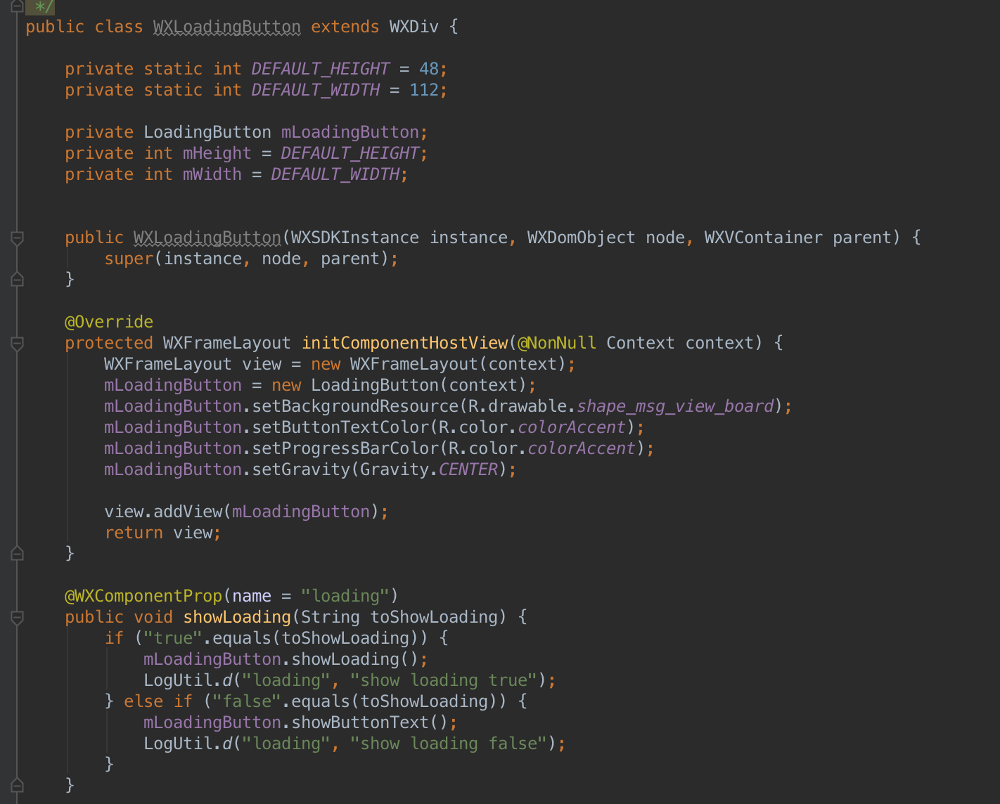 */
public class WXLoadingButton extends WXDiv {
private static int DEFAULT_HEIGHT = 48;
private static int DEFAULT_WIDTH = 112;
private LoadingButton mLoadingButton;
private int mHeight = DEFAULT_HEIGHT;
private int mWidth = DEFAULT_WIDTH;
public WXLoadingButton(WXSDKInstance instance, WXDomObject node, WXVContainer parent) {
super(instance, node, parent);
}
@Override
protected WXFrameLayout initComponentHostView(@NonNull Context context) {
WXFrameLayout view = new WXFrameLayout(context);
mLoadingButton = new LoadingButton(context);
mLoadingButton.setBackgroundResource(R.drawable.shape_msg_view_board);
mLoadingButton.setButtonTextColor(R.color.colorAccent);
mLoadingButton.setProgressBarColor(R.color.colorAccent);
mLoadingButton.setGravity(Gravity.CENTER);
view.addView(mLoadingButton);
return view;
}
@WXComponentProp(name = "loading")
public void showLoading(String toShowLoading) {
if ("true".equals(toShowLoading)) {
mLoadingButton.showLoading();
LogUtil.d("loading", "show loading true");
} else if ("false".equals(toShowLoading)) {
mLoadingButton.showButtonText();
LogUtil.d("loading", "show loading false");
}
}